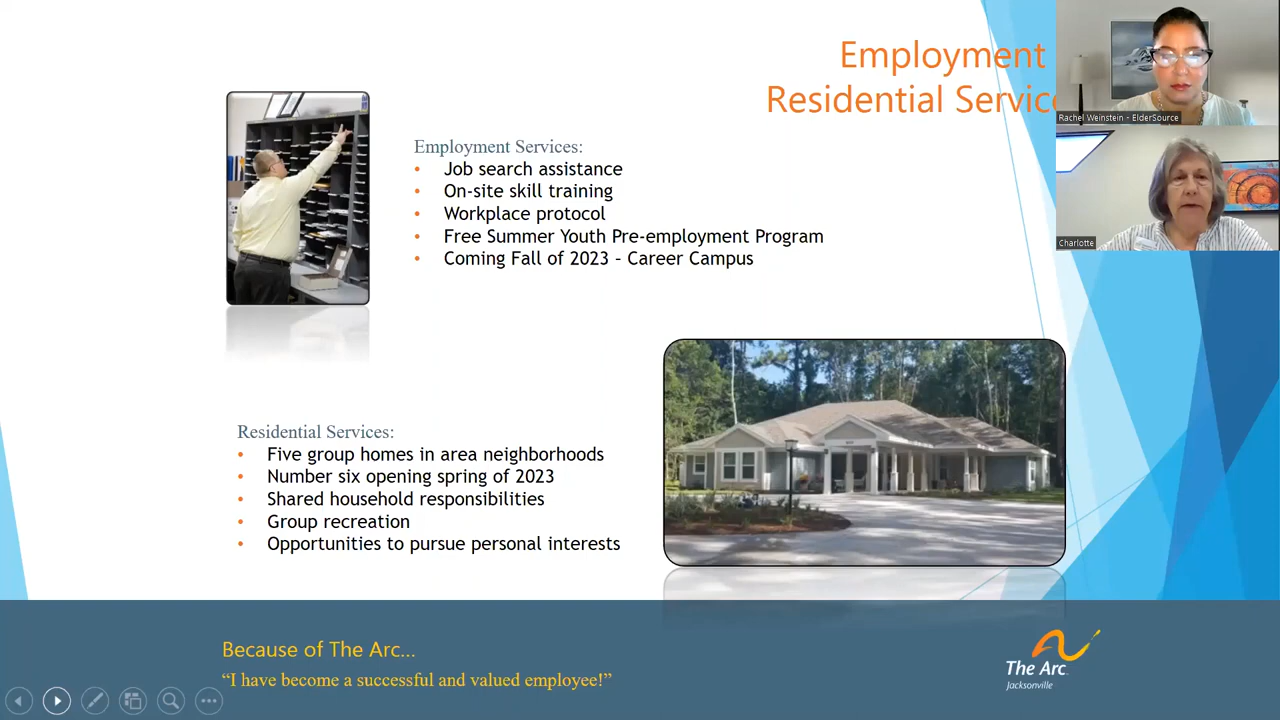 Employment
Residential Servic
Rachel Weinstein - ElderSource
Charlotte
Employment Services:
• Job search assistance
• On-site skill training
• Workplace protocol
• Free Summer Youth Pre-employment Program
• Coming Fall of 2023 – Career Campus
Residential Services:
• Five group homes in area neighborhoods
• Number six opening spring of 2023
• Shared household responsibilities
• Group recreation
• Opportunities to pursue personal interests
Because of The Arc…
“I have become a successful and valued employee!”
The Arc
Jacksonville